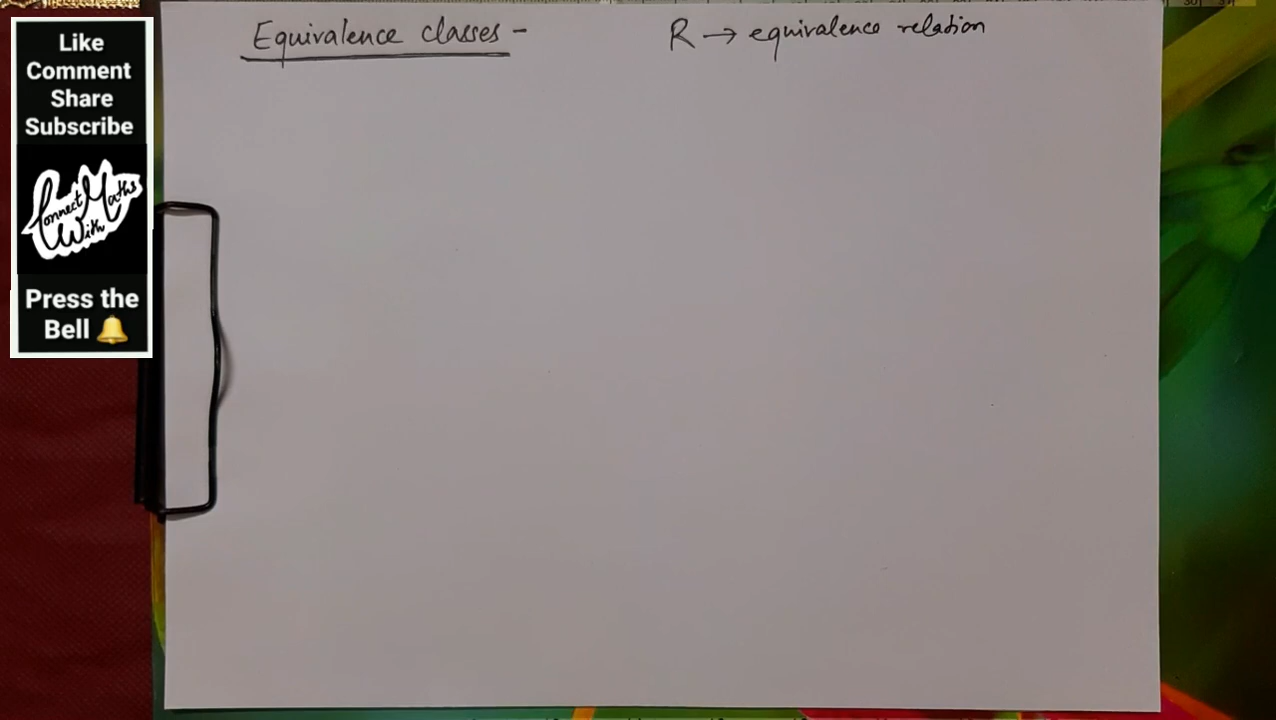 Equivalence classes -
R → equivalence relation
Like
Comment
Share
Subscribe
Connect
With
Maths
Press the
Bell 🔔